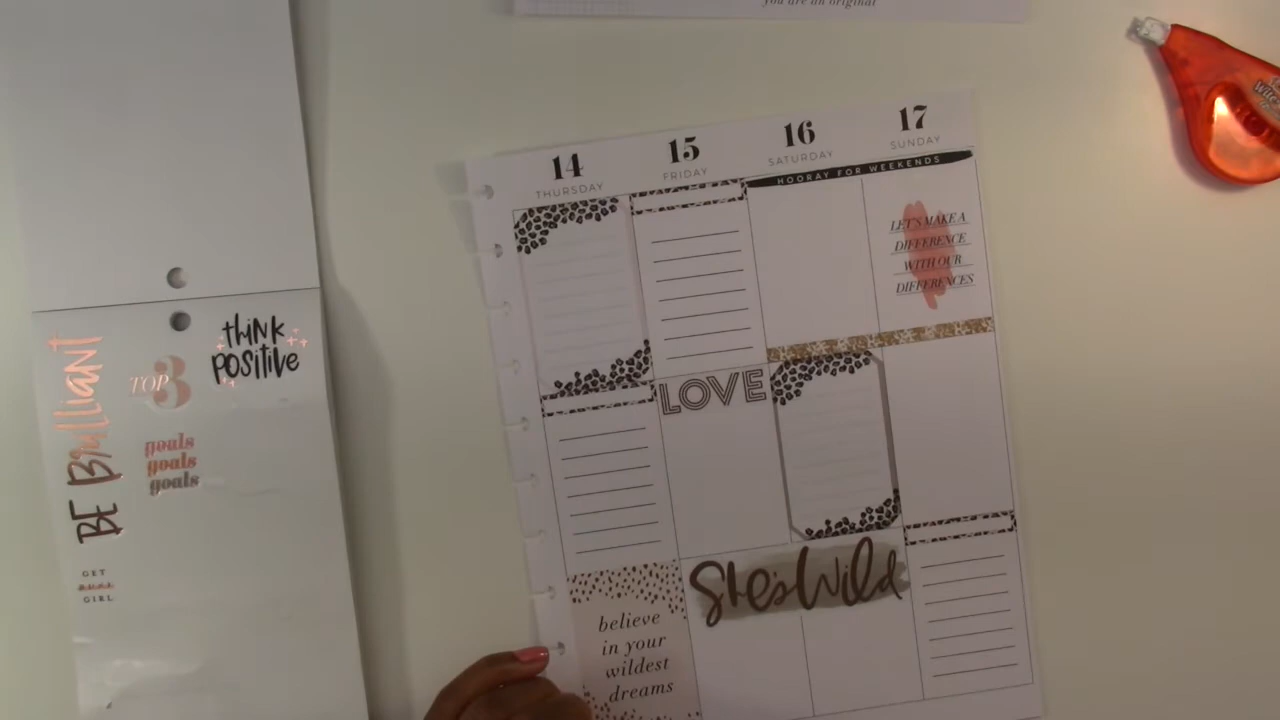 you are an original
14
THURSDAY
15
FRIDAY
16
SATURDAY
17
SUNDAY
HOORAY FOR WEEKENDS
LET'S MAKE A
DIFFERENCE
WITH OUR
DIFFERENCES
LOVE
She's Wild
believe
in your
wildest
dreams
BE BRILLIANT
TOP 3
goals
goals
goals
think
positive
GET
GIRL